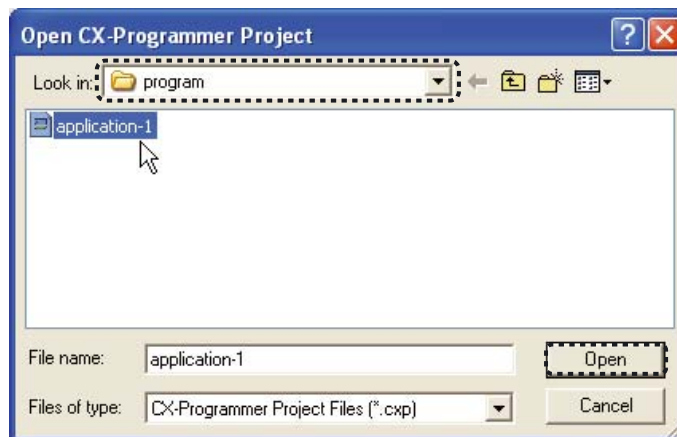 Open CX-Programmer Project
Look in: program
application-1
File name: application-1 Open
Files of type: CX-Programmer Project Files (*.cxp) Cancel